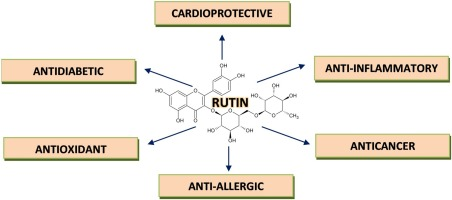 CARDIOPROTECTIVE
ANTIDIABETIC
ANTI-INFLAMMATORY
RUTIN
ANTIOXIDANT
ANTICANCER
ANTI-ALLERGIC
OH
OH
HO
O
OH
O
O
O
O
O
HO
OH
OH
OH
OH
OH
CH₃